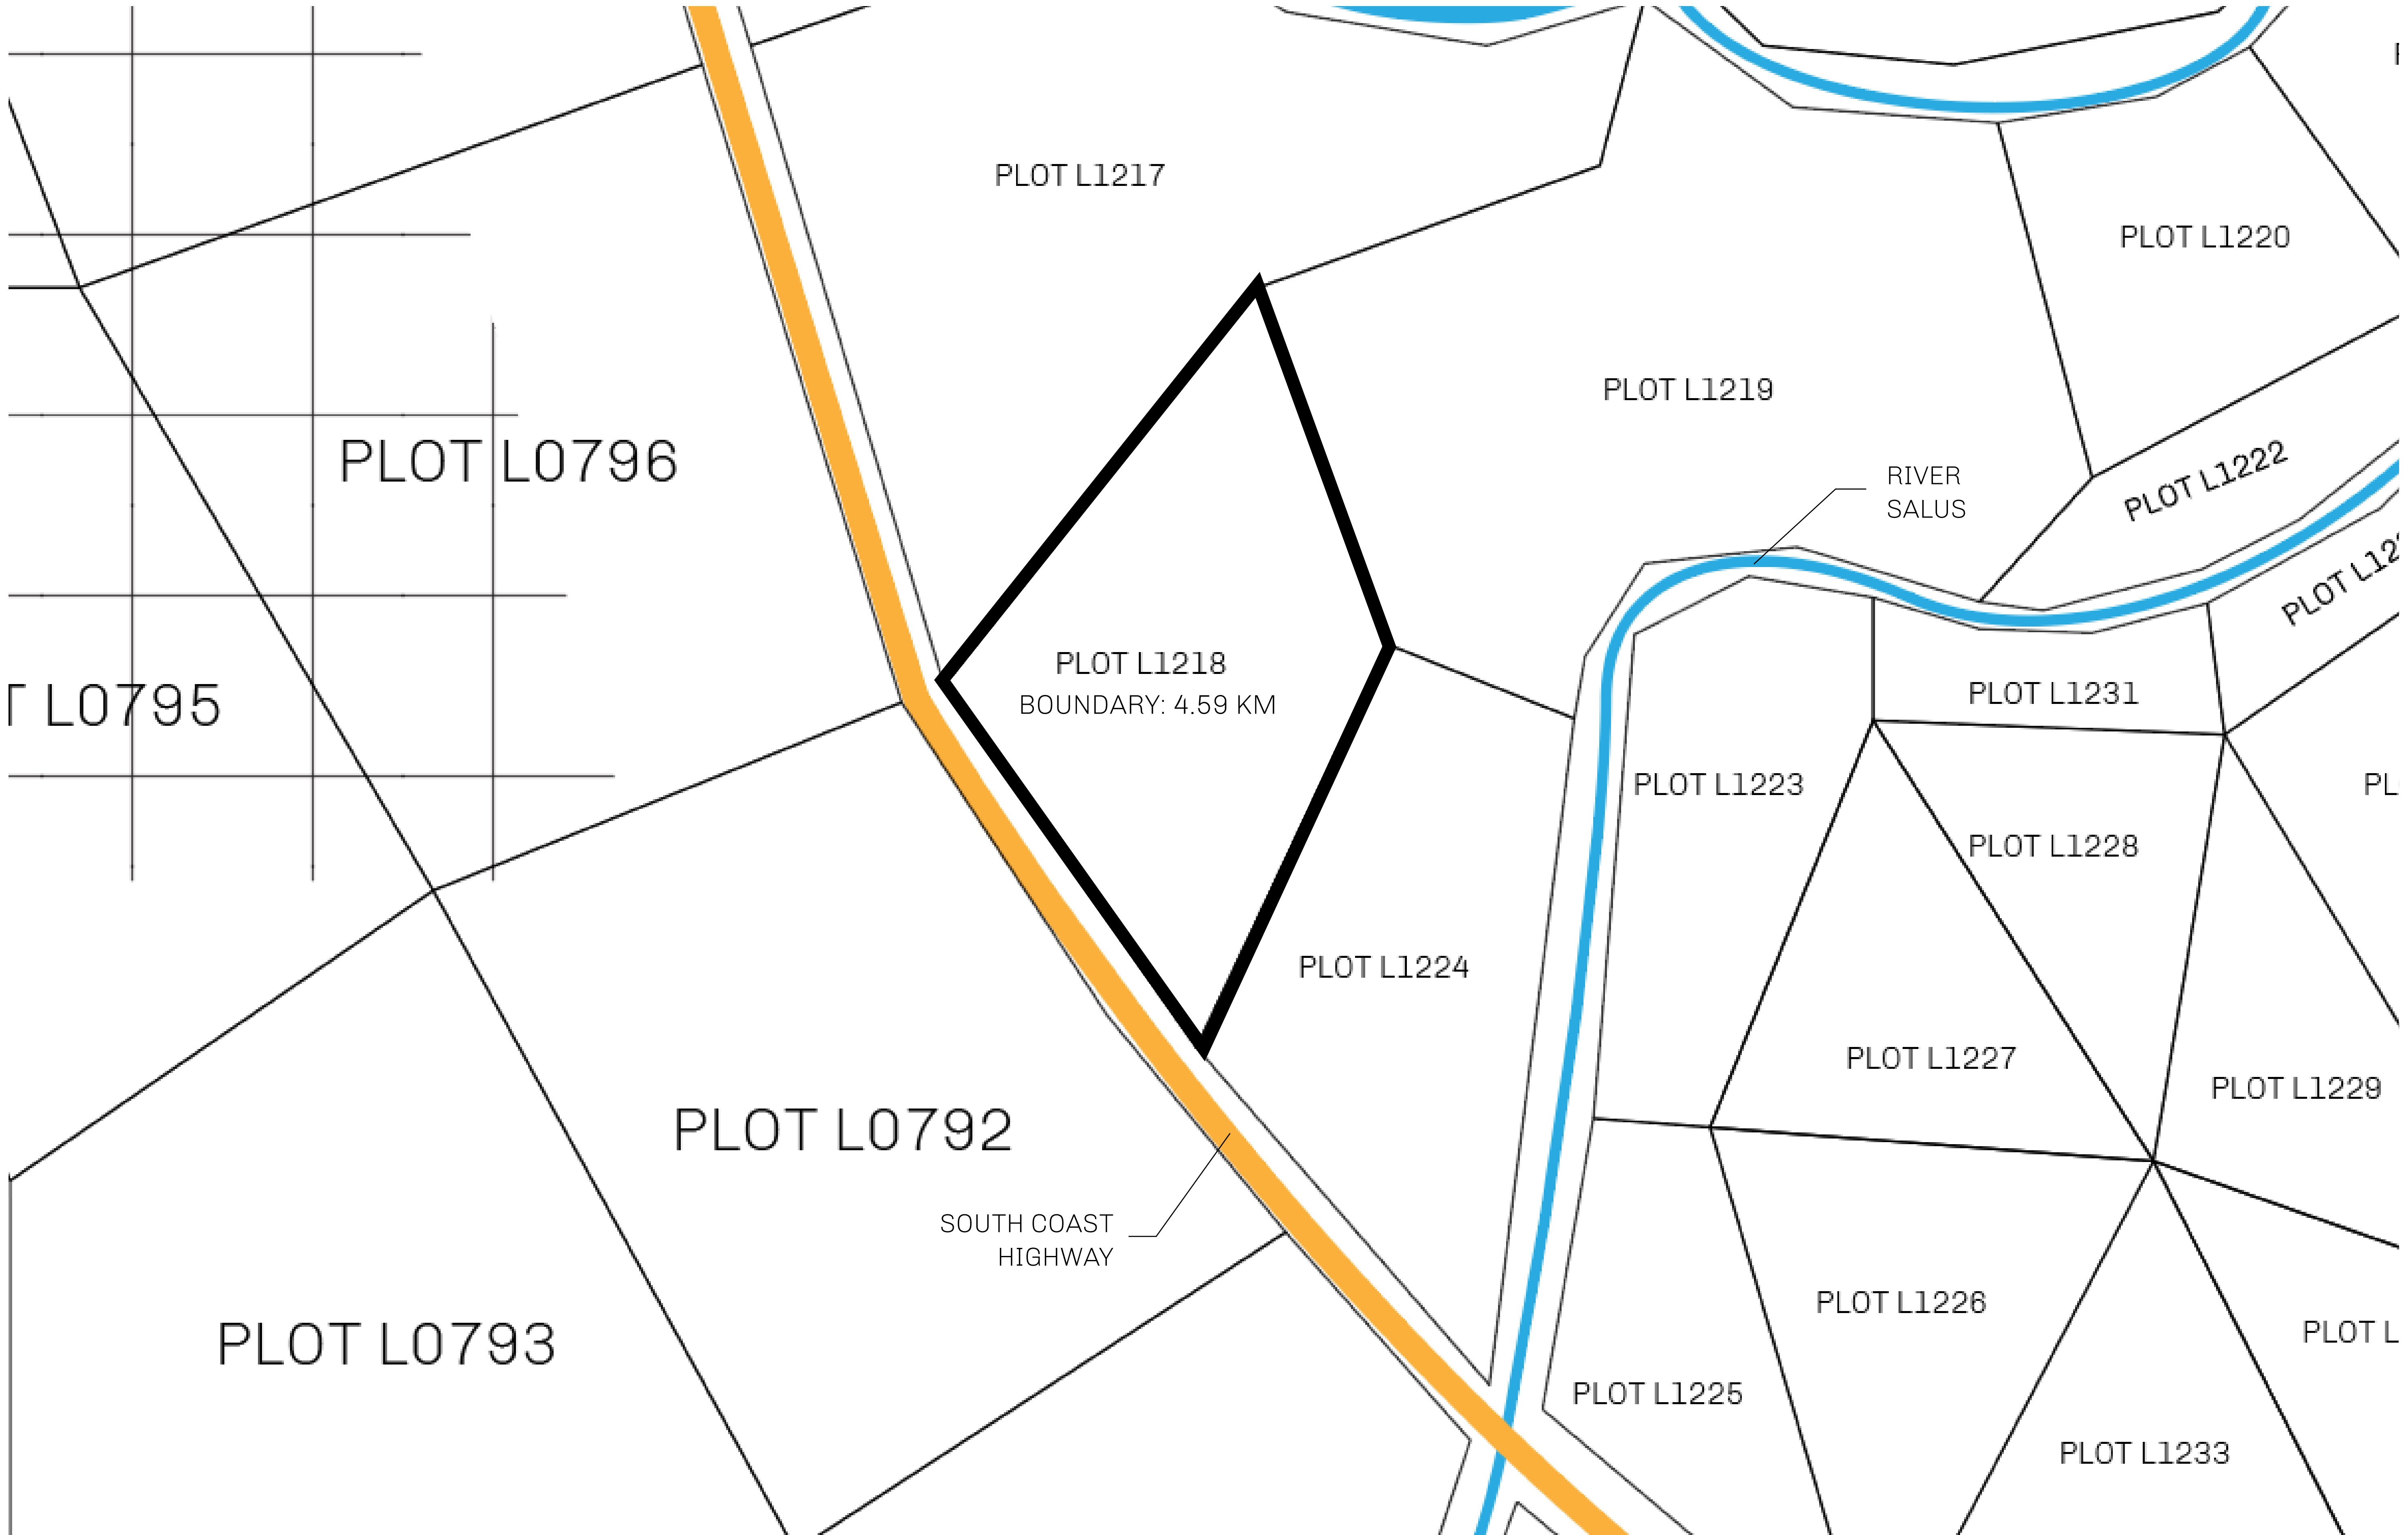 PLOT L1217
PLOT L1220
PLOT L1219
PLOT L0796
RIVER
SALUS
PLOT L1222
PLOT
PLOT L1218
BOUNDARY: 4.59 KM
L0795
PLOT L1231
PLOT L1223
PLOT L1228
PLOT L1224
PLOT L1227
PLOT L1229
PLOT L0792
SOUTH COAST
HIGHWAY
PLOT L1226
PLOT L0793
PLOT
PLOT L1225
PLOT L1233